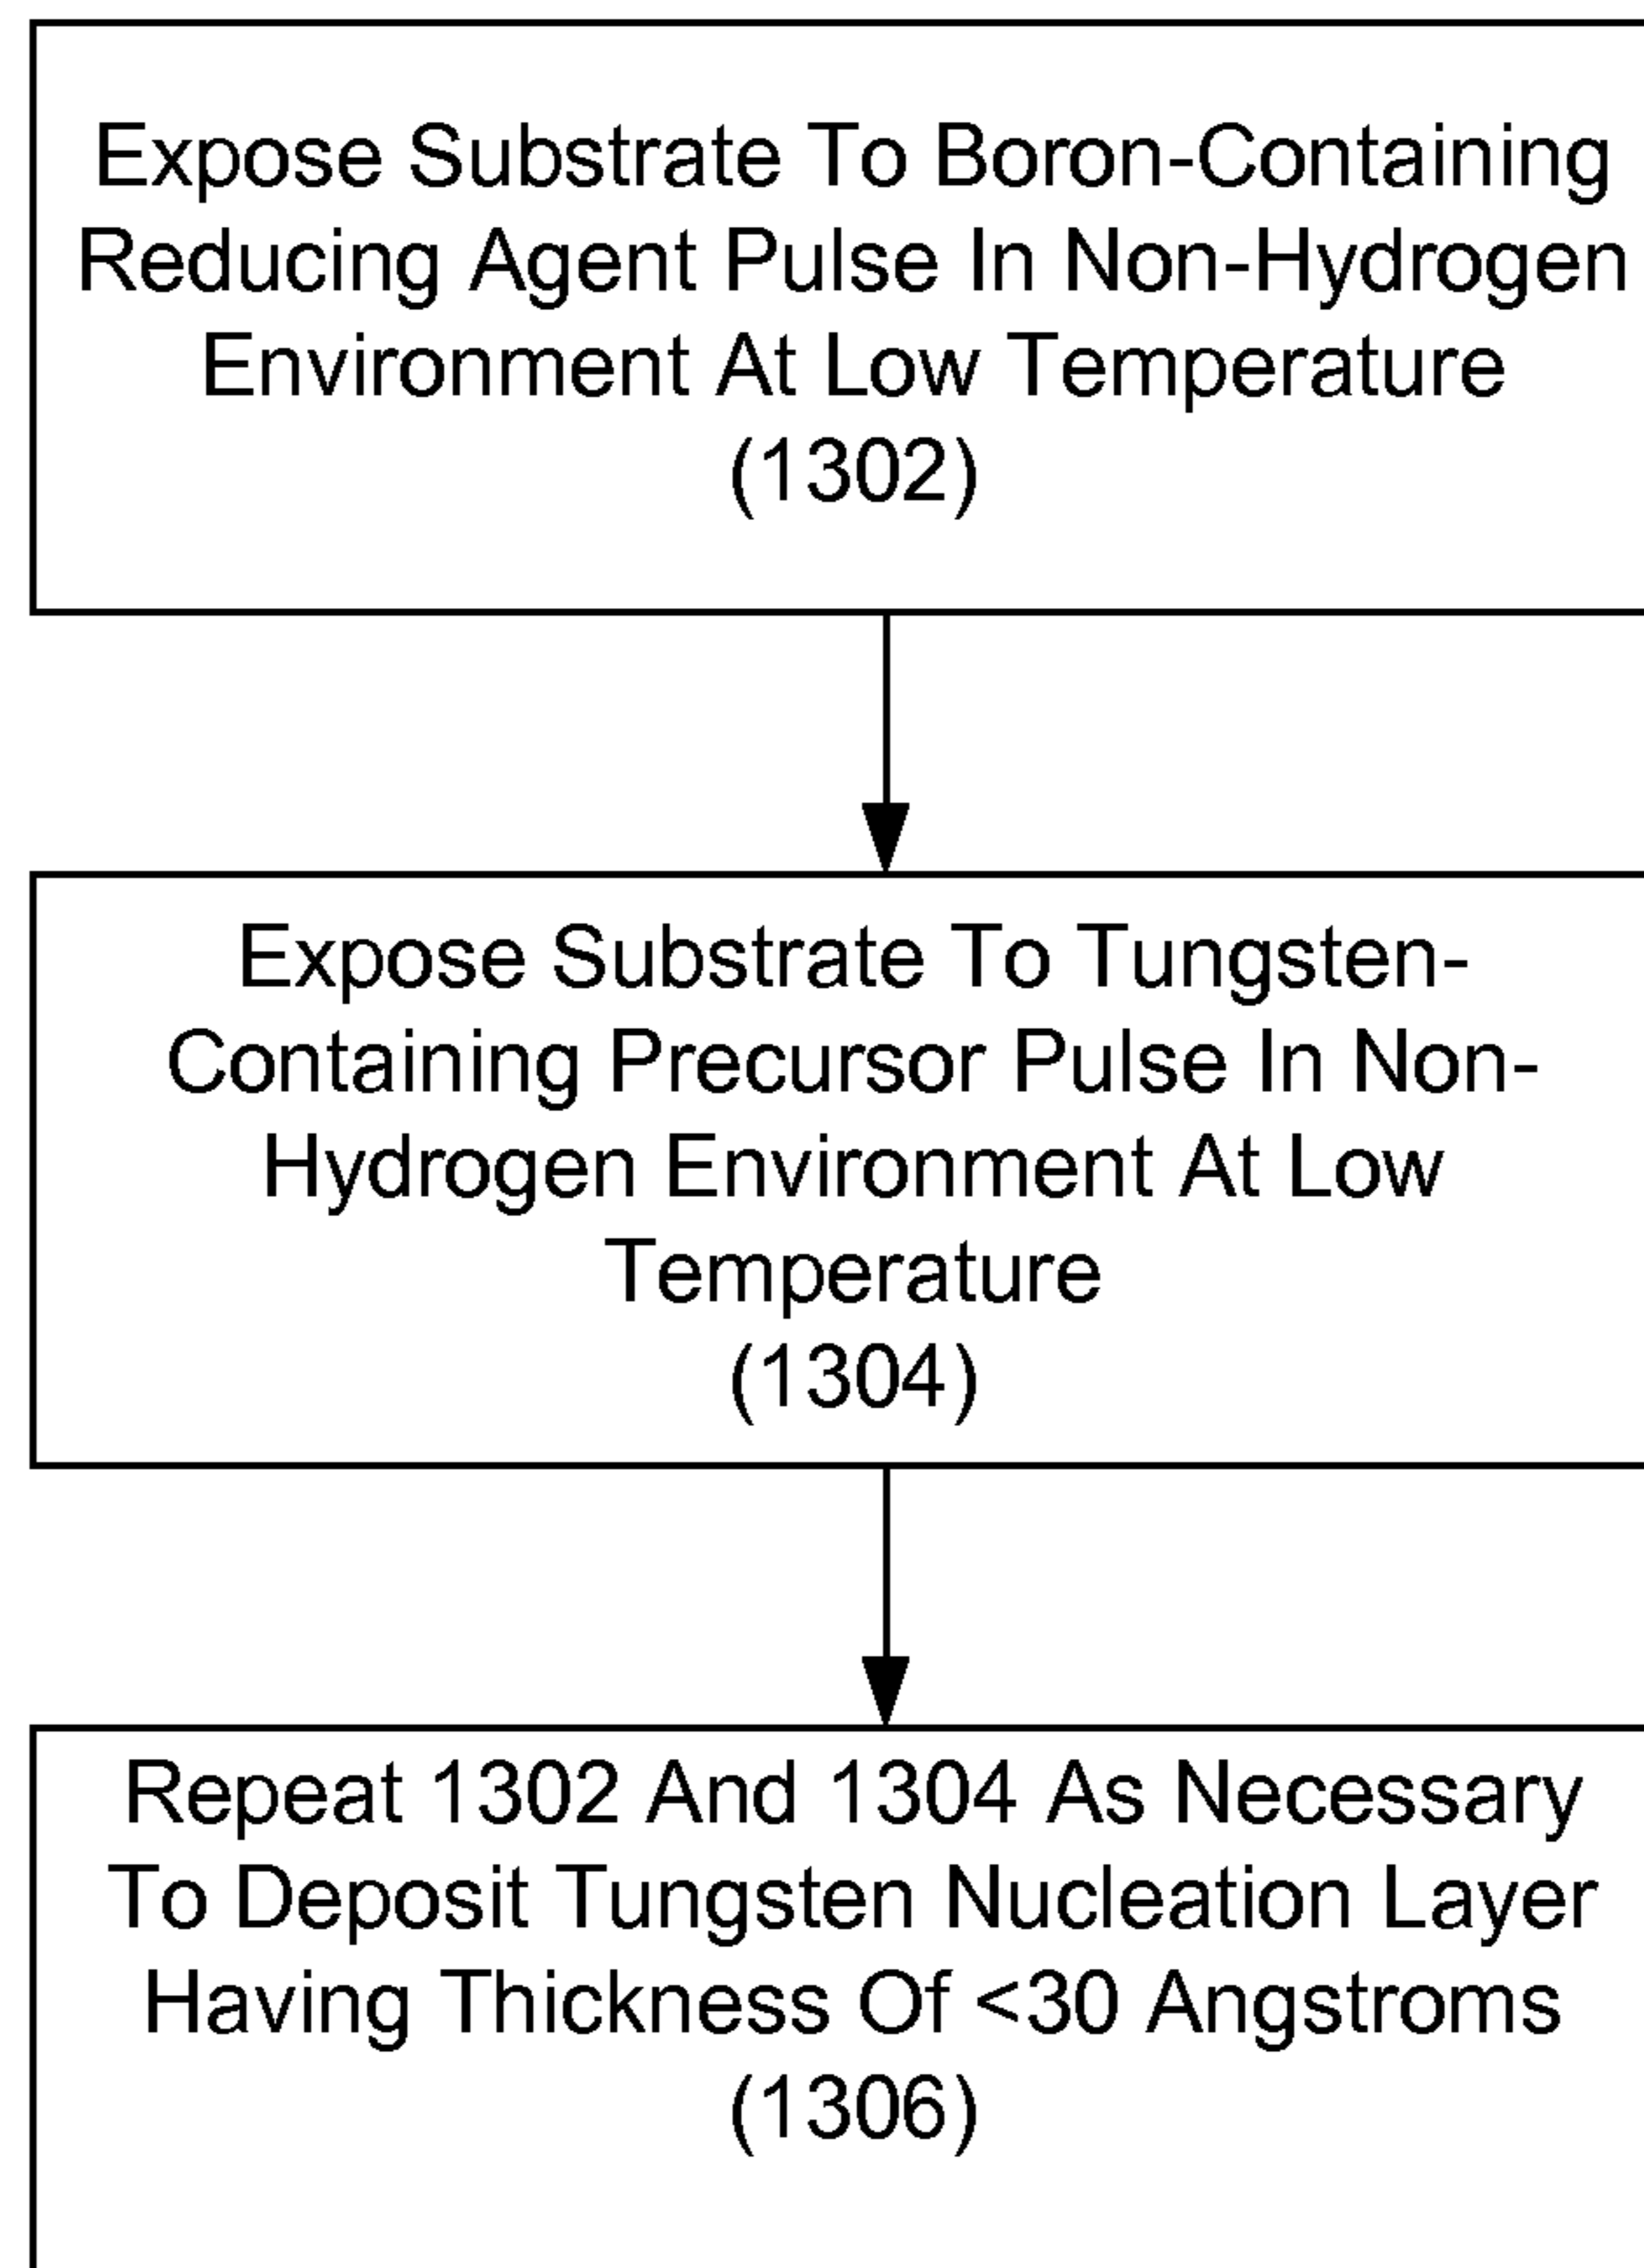 Expose Substrate To Boron-Containing
Reducing Agent Pulse In Non-Hydrogen
Environment At Low Temperature
(1302)
Expose Substrate To Tungsten-
Containing Precursor Pulse In Non-
Hydrogen Environment At Low
Temperature
(1304)
Repeat 1302 And 1304 As Necessary
To Deposit Tungsten Nucleation Layer
Having Thickness Of <30 Angstroms
(1306)